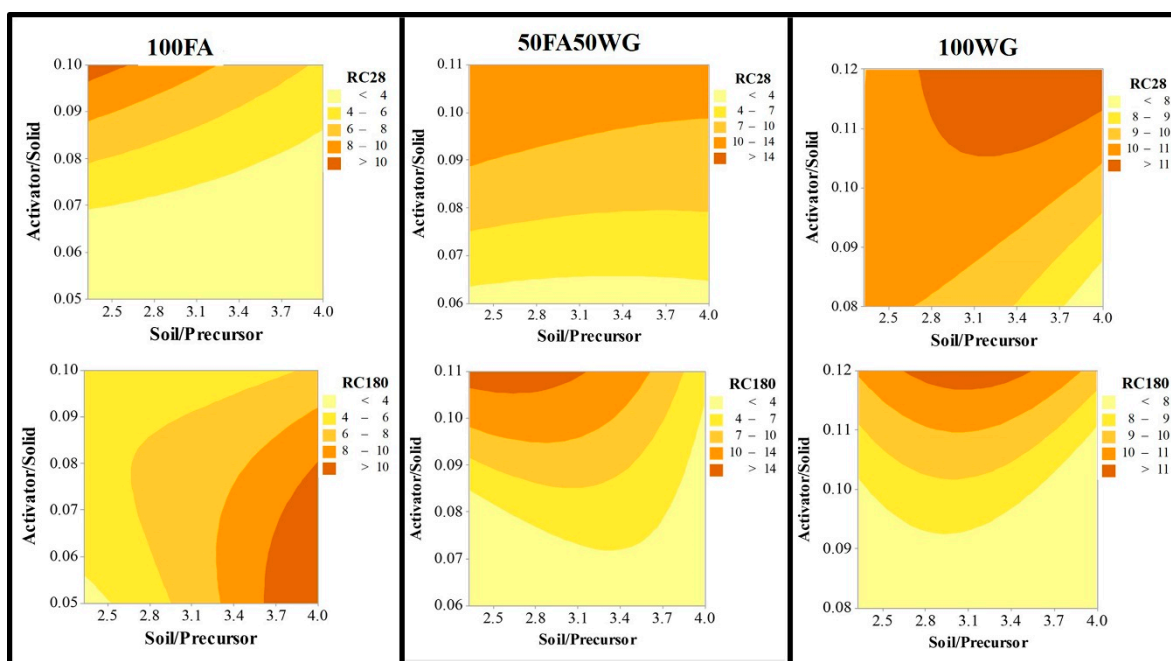 100FA
50FA50WG
100WG
0.10
0.09
0.08
0.07
0.06
0.05
2.5 2.8 3.1 3.4 3.7 4.0
Activator/Solid
Soil/Precursor
RC28
< 4
4 – 6
6 – 8
8 – 10
> 10
0.11
0.10
0.09
0.08
0.07
0.06
2.5 2.8 3.1 3.4 3.7 4.0
Activator/Solid
Soil/Precursor
RC28
< 4
4 – 7
7 – 10
10 – 14
> 14
0.12
0.11
0.10
0.09
0.08
2.5 2.8 3.1 3.4 3.7 4.0
Activator/Solid
Soil/Precursor
RC28
< 8
8 – 9
9 – 10
10 – 11
> 11
0.10
0.09
0.08
0.07
0.06
0.05
2.5 2.8 3.1 3.4 3.7 4.0
Activator/Solid
Soil/Precursor
RC180
< 4
4 – 6
6 – 8
8 – 10
> 10
0.11
0.10
0.09
0.08
0.07
0.06
2.5 2.8 3.1 3.4 3.7 4.0
Activator/Solid
Soil/Precursor
RC180
< 4
4 – 7
7 – 10
10 – 14
> 14
0.12
0.11
0.10
0.09
0.08
2.5 2.8 3.1 3.4 3.7 4.0
Activator/Solid
Soil/Precursor
RC180
< 8
8 – 9
9 – 10
10 – 11
> 11